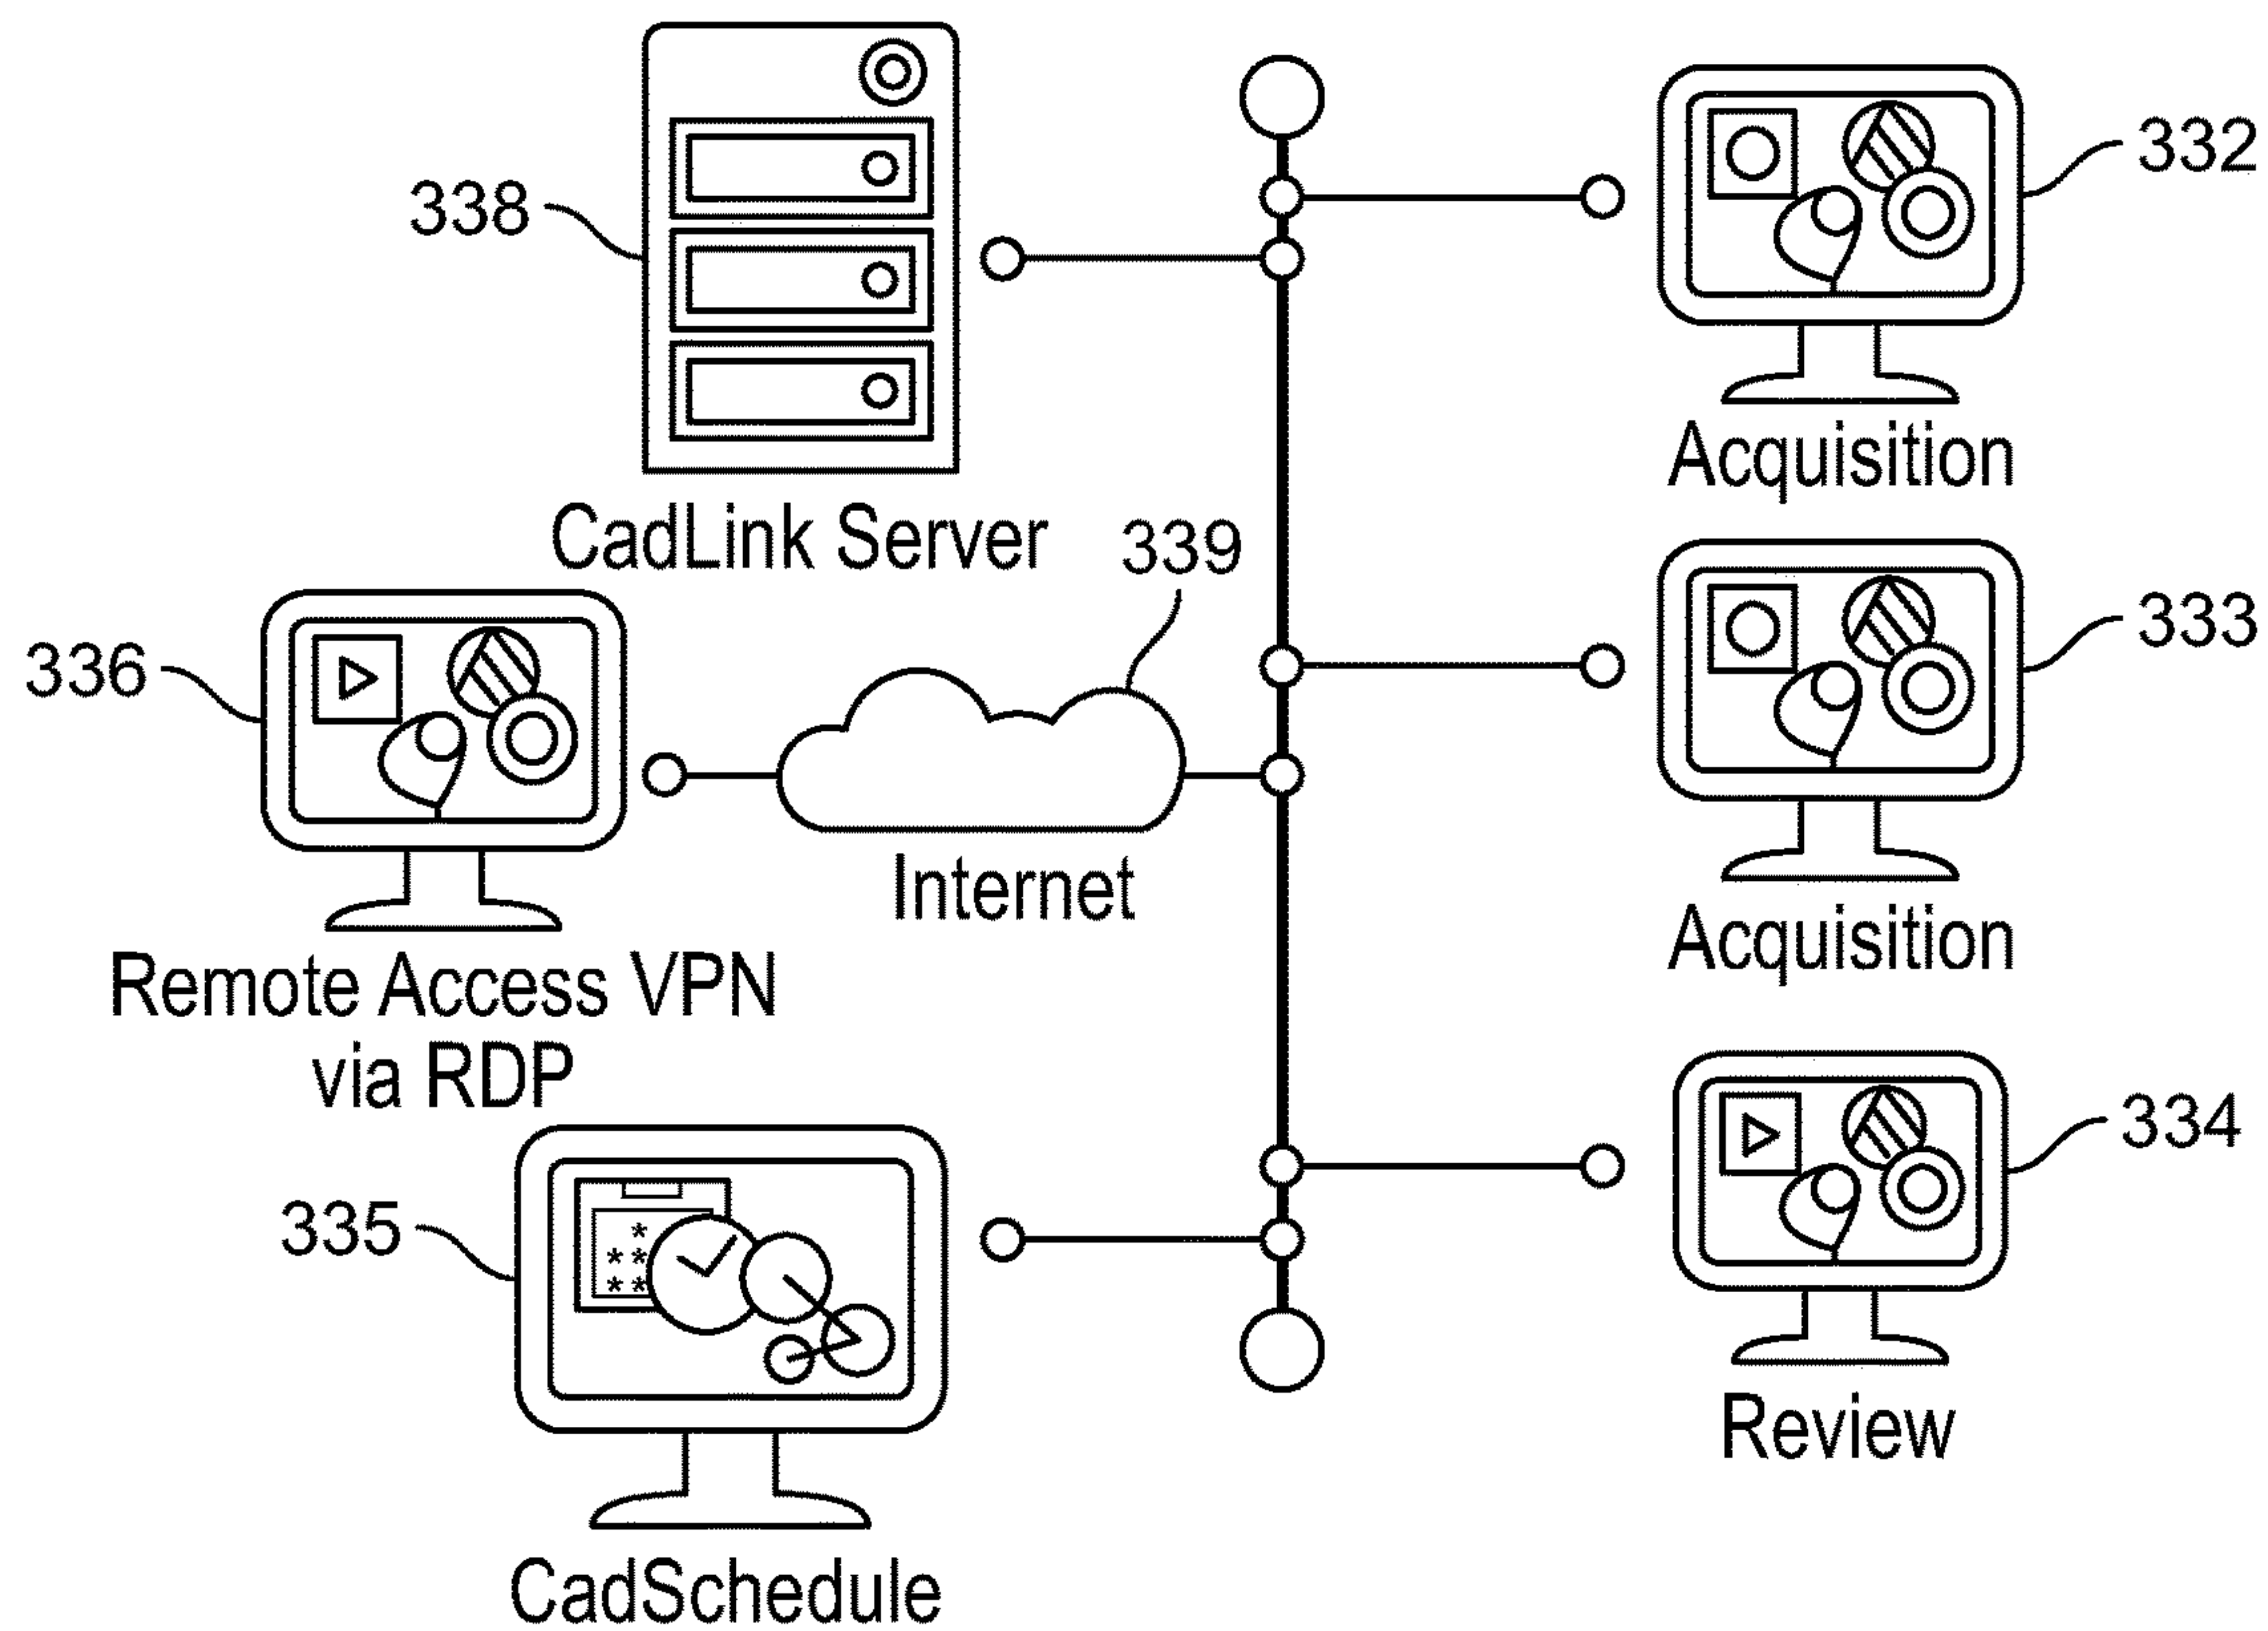 332
338
Acquisition
CadLink Server
339
333
336
Internet
Acquisition
Remote Access VPN
via RDP
334
335
*
**
**
Review
CadSchedule